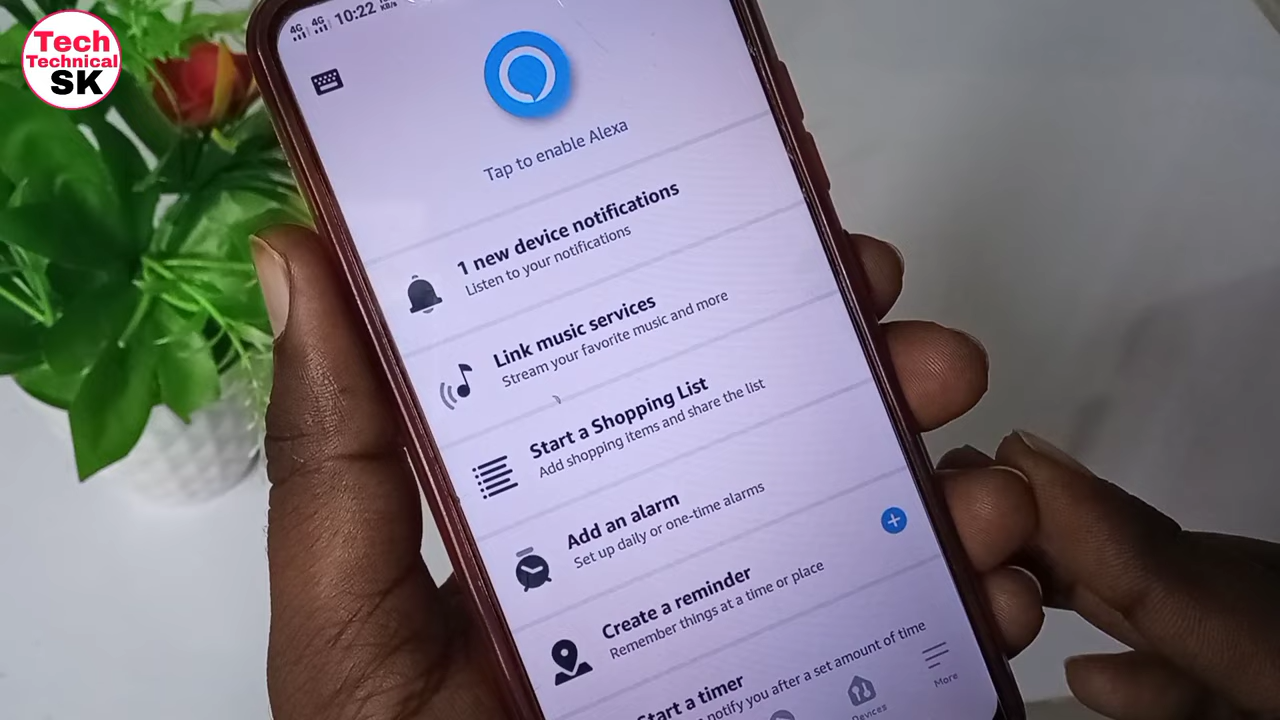 Tech
Technical
SK
4G 4G 10:22 KB/s
Tap to enable Alexa
1 new device notifications
Listen to your notifications
Link music services
Stream your favorite music and more
Start a Shopping List
Add shopping items and share the list
Add an alarm
Set up daily or one-time alarms
Create a reminder
Remember things at a time or place
Start a timer
notify you after a set amount of time
Devices
More